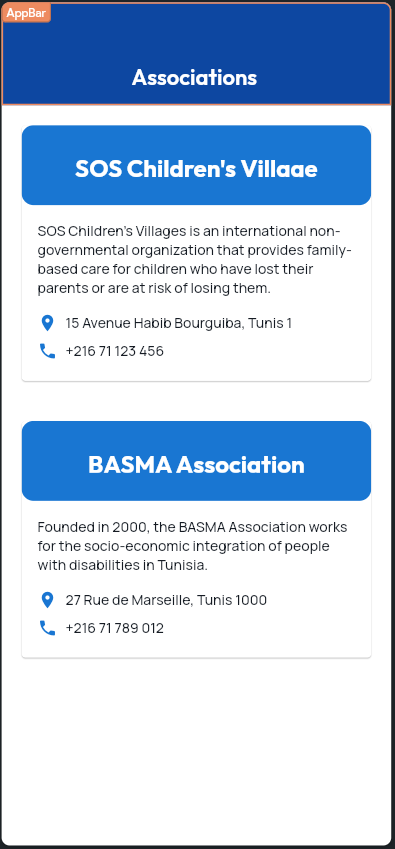 AppBar
Associations
SOS Children's Village
SOS Children's Villages is an international non-
governmental organization that provides family-
based care for children who have lost their
parents or are at risk of losing them.
15 Avenue Habib Bourguiba, Tunis 1
+216 71 123 456
BASMA Association
Founded in 2000, the BASMA Association works
for the socio-economic integration of people
with disabilities in Tunisia.
27 Rue de Marseille, Tunis 1000
+216 71 789 012